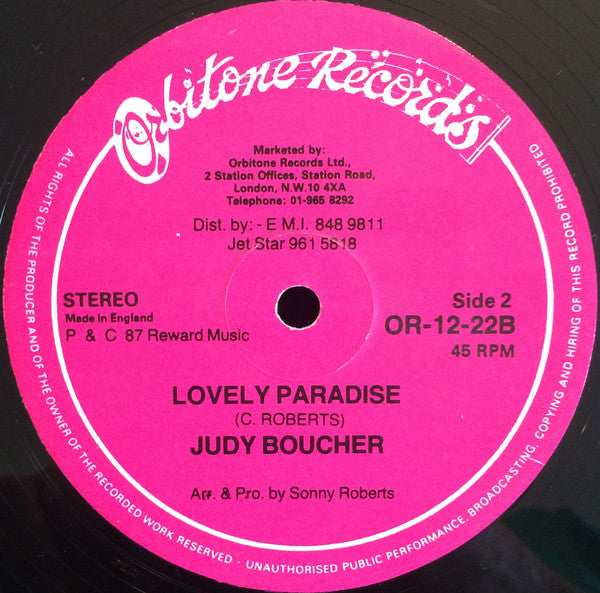 Orbitone Records
Marketed by:
Orbitone Records Ltd.,
2 Station Offices, Station Road,
London, N.W.10 4XA
Telephone: 01-965 8292
Dist. by: - E M.I. 848 9811
Jet Star 961 5818
STEREO
Made in England
P & C 87 Reward Music
Side 2
OR-12-22B
45 RPM
LOVELY PARADISE
(C. ROBERTS)
JUDY BOUCHER
Arr. & Pro. by Sonny Roberts
ALL RIGHTS OF THE PRODUCER AND OF THE OWNER OF THE RECORDED WORK RESERVED · UNAUTHORISED PUBLIC PERFORMANCE, BROADCASTING, COPYING AND HIRING OF THIS RECORD PROHIBITED